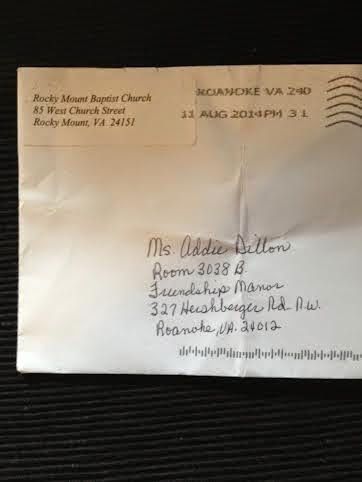 Rocky Mount Baptist Church
85 West Church Street
Rocky Mount, VA 24151
ROANOKE VA 240
11 AUG 2014 PM 3 L
Ms. Addie Dillon
Room 3038 B.
Friendship Manor
327 Hershberger Rd. N.W.
Roanoke, VA. 24012